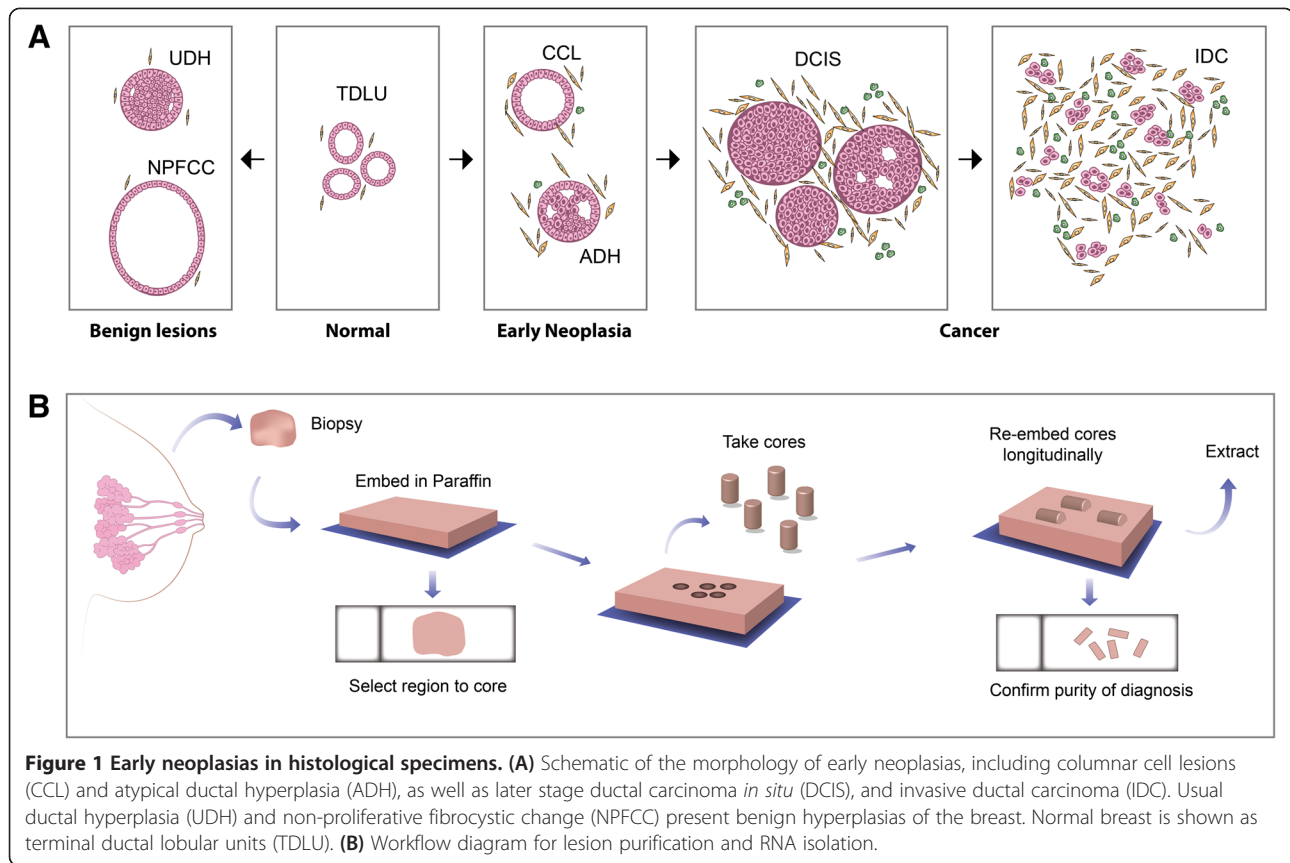 A
UDH
NPFCC
TDLU
CCL
ADH
DCIS
IDC
Benign lesions
Normal
Early Neoplasia
Cancer
B
Biopsy
Embed in Paraffin
Select region to core
Take cores
Re-embed cores
longitudinally
Extract
Confirm purity of diagnosis
Figure 1 Early neoplasias in histological specimens. (A) Schematic of the morphology of early neoplasias, including columnar cell lesions
(CCL) and atypical ductal hyperplasia (ADH), as well as later stage ductal carcinoma in situ (DCIS), and invasive ductal carcinoma (IDC). Usual
ductal hyperplasia (UDH) and non-proliferative fibrocystic change (NPFCC) present benign hyperplasias of the breast. Normal breast is shown as
terminal ductal lobular units (TDLU). (B) Workflow diagram for lesion purification and RNA isolation.